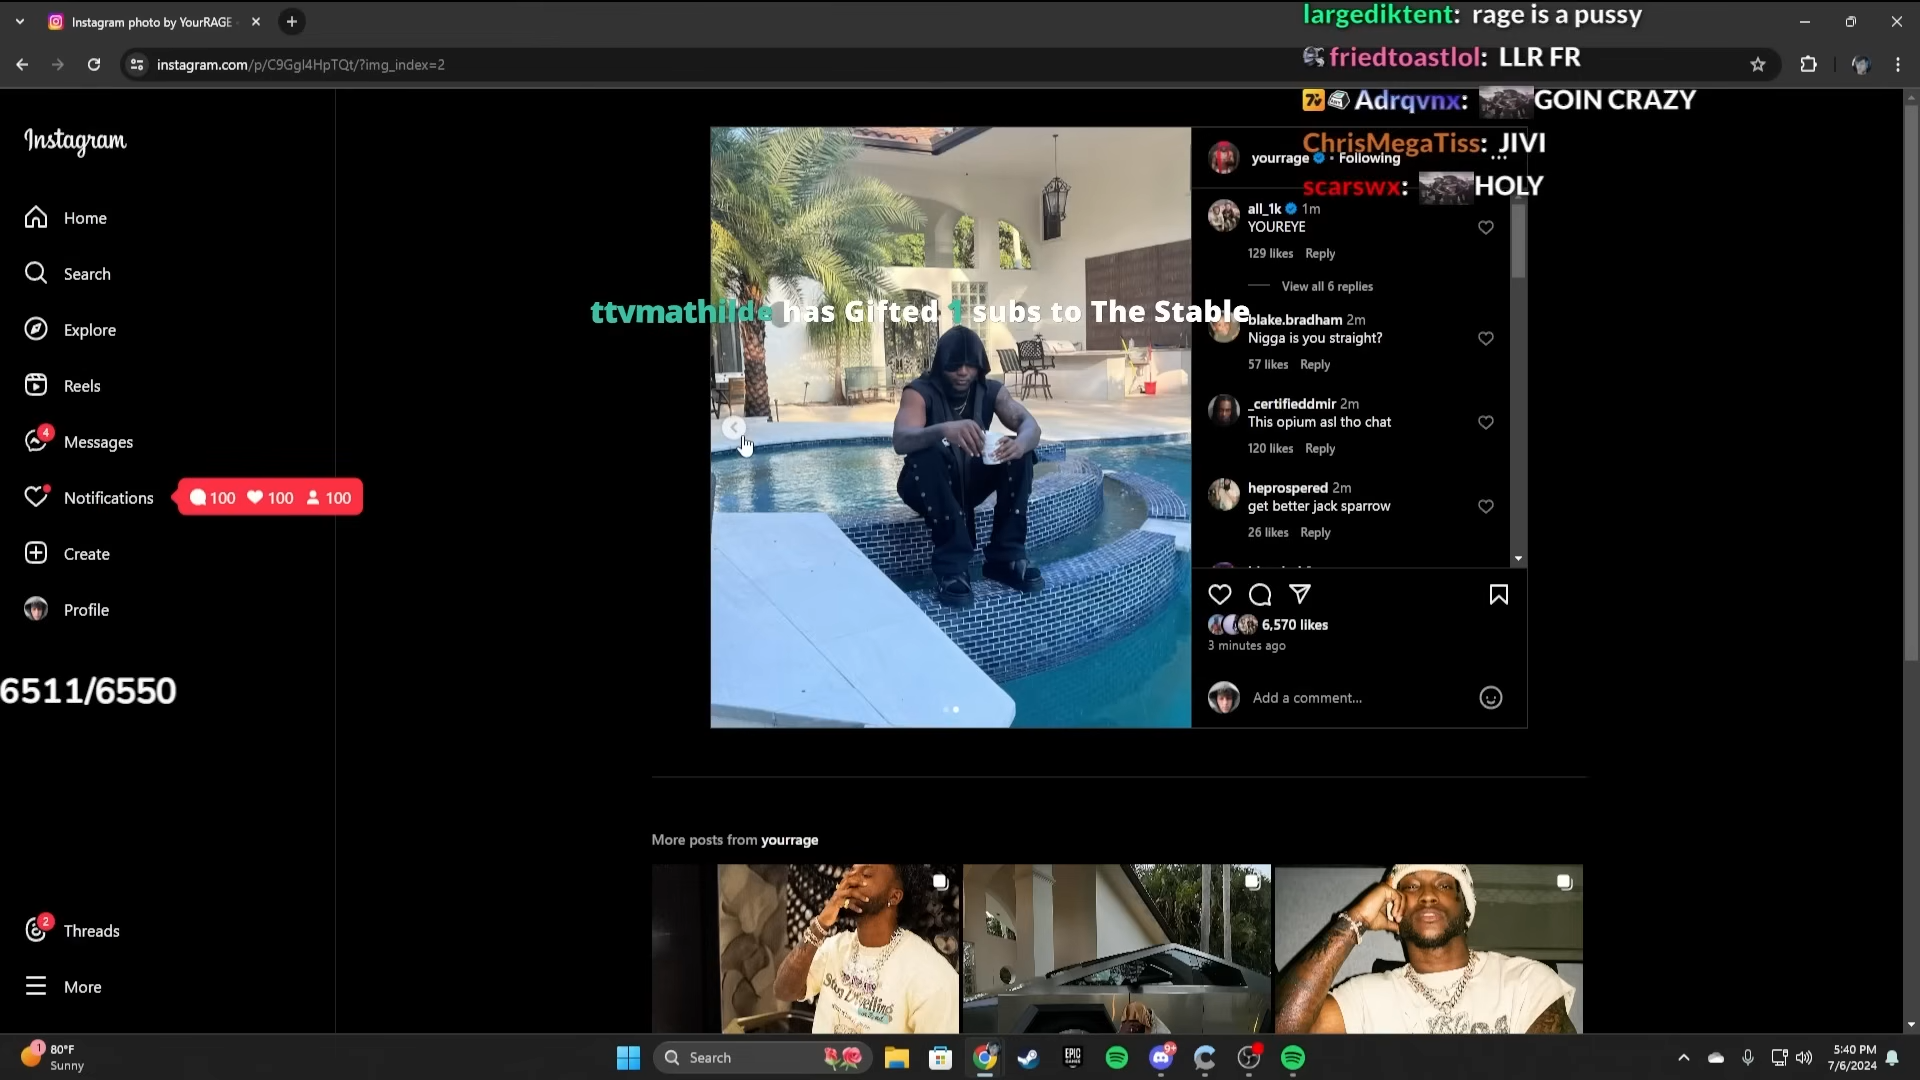 Instagram photo by YourRAGE
instagram.com/p/C9Ggl4HpTQt/?img_index=2
largediktent: rage is a pussy
friedtoastlol: LLR FR
Adrqvnx: GOIN CRAZY
ChrisMegaTiss: JIVI
scarswx: HOLY
Instagram
Home
Search
Explore
Reels
4
Messages
Notifications
100 100 100
Create
Profile
6511/6550
2
Threads
More
ttvmathilde has Gifted 1 subs to The Stable
yourrage • Following
all_1k 1m
YOUREYE
129 likes Reply
View all 6 replies
blake.bradham 2m
Nigga is you straight?
57 likes Reply
_certifieddmir 2m
This opium asl tho chat
120 likes Reply
heprospered 2m
get better jack sparrow
26 likes Reply
6,570 likes
3 minutes ago
Add a comment...
More posts from yourrage
1
80°F
Sunny
Search
EPIC
GAMES
9+
5:40 PM
7/6/2024